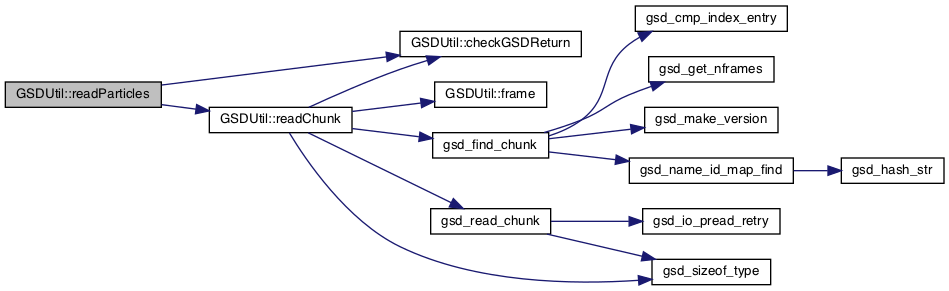 GSDUtil::readParticles
GSDUtil::checkGSDReturn
GSDUtil::readChunk
GSDUtil::frame
gsd_find_chunk
gsd_read_chunk
gsd_cmp_index_entry
gsd_get_nframes
gsd_make_version
gsd_name_id_map_find
gsd_hash_str
gsd_io_pread_retry
gsd_sizeof_type